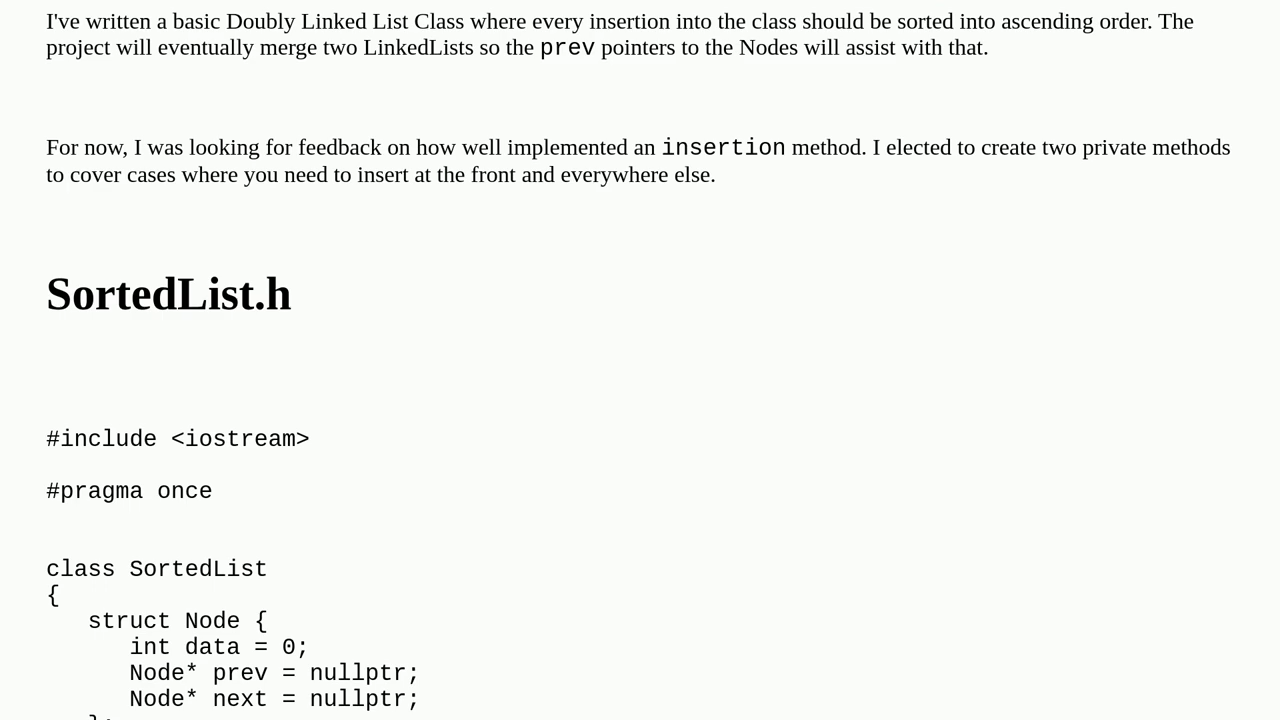 I've written a basic Doubly Linked List Class where every insertion into the class should be sorted into ascending order. The
project will eventually merge two LinkedLists so the prev pointers to the Nodes will assist with that.
For now, I was looking for feedback on how well implemented an insertion method. I elected to create two private methods
to cover cases where you need to insert at the front and everywhere else.
SortedList.h
#include <iostream>
#pragma once
class SortedList
{
struct Node {
int data = 0;
Node* prev = nullptr;
Node* next = nullptr;
};